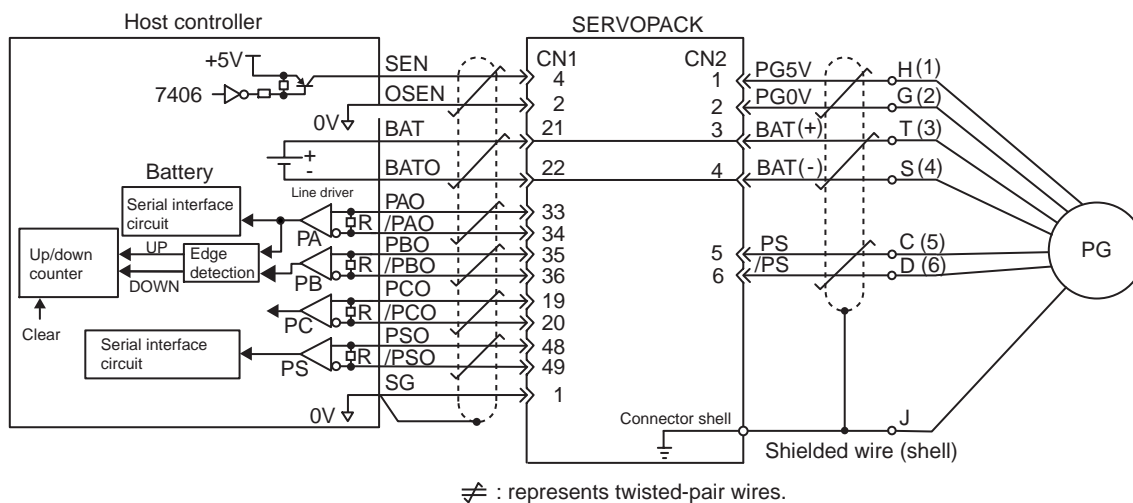 Host controller
SERVOPACK
+5V
7406
0V
SEN
OSEN
BAT
BATO
+
-
Battery
Line driver
Serial interface
circuit
Up/down
counter
UP
DOWN
Edge
detection
Clear
PA
PB
PC
PS
R
R
R
R
PAO
/PAO
PBO
/PBO
PCO
/PCO
PSO
/PSO
SG
Serial interface
circuit
0V
CN1
4
2
21
22
33
34
35
36
19
20
48
49
1
CN2
1
2
3
4
5
6
Connector shell
PG5V
PG0V
BAT(+)
BAT(-)
PS
/PS
H(1)
G(2)
T(3)
S(4)
C(5)
D(6)
J
PG
Shielded wire (shell)
: represents twisted-pair wires.